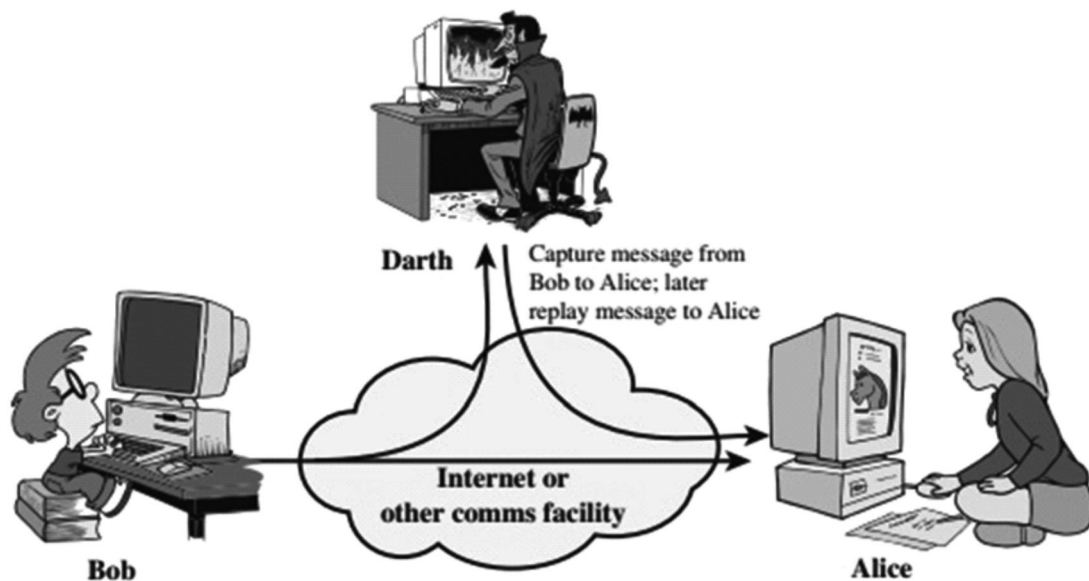 Darth
Capture message from
Bob to Alice; later
replay message to Alice
Internet or
other comms facility
Bob
Alice